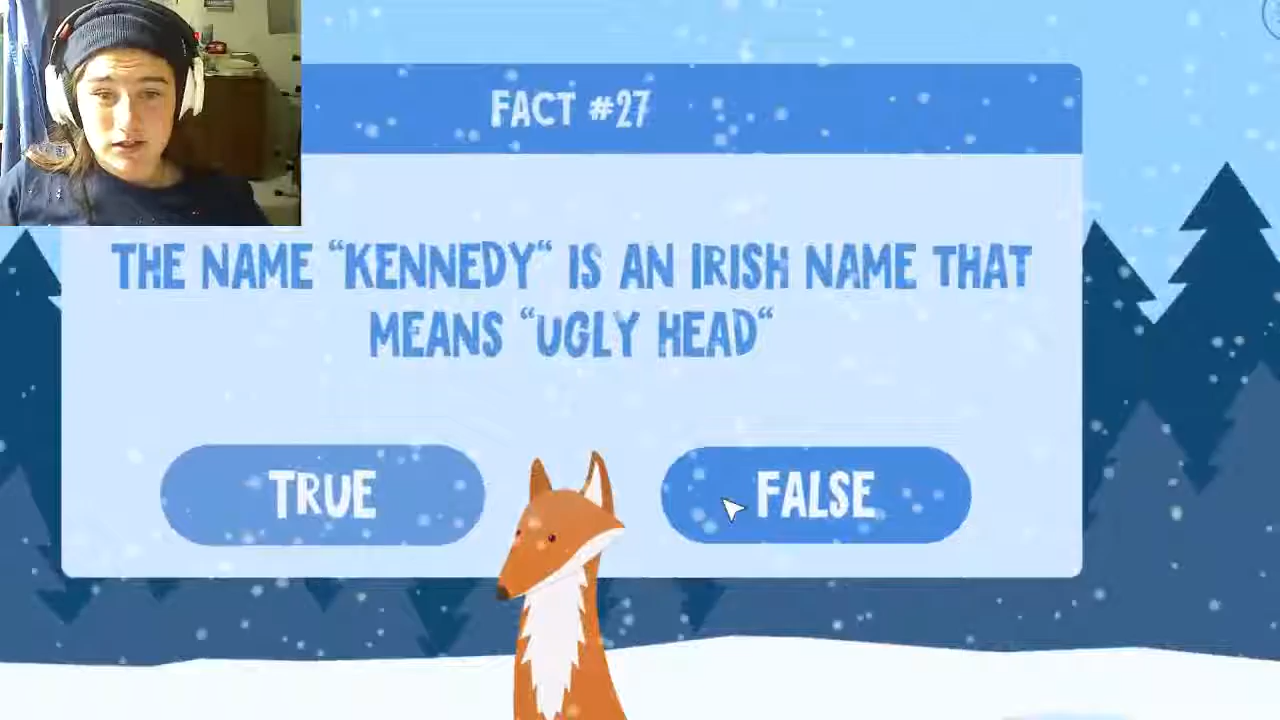 FACT #27
THE NAME “KENNEDY“ IS AN IRISH NAME THAT
MEANS “UGLY HEAD“
TRUE
FALSE